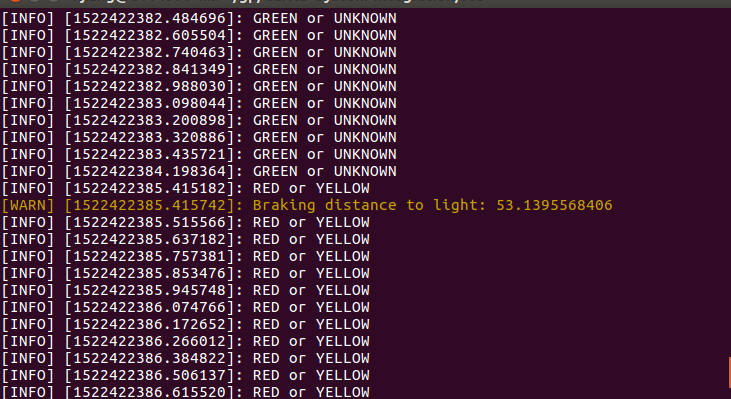 [INFO] [1522422382.484696]: GREEN or UNKNOWN
[INFO] [1522422382.605504]: GREEN or UNKNOWN
[INFO] [1522422382.740463]: GREEN or UNKNOWN
[INFO] [1522422382.841349]: GREEN or UNKNOWN
[INFO] [1522422382.988030]: GREEN or UNKNOWN
[INFO] [1522422383.098044]: GREEN or UNKNOWN
[INFO] [1522422383.200898]: GREEN or UNKNOWN
[INFO] [1522422383.320886]: GREEN or UNKNOWN
[INFO] [1522422383.435721]: GREEN or UNKNOWN
[INFO] [1522422384.198364]: GREEN or UNKNOWN
[INFO] [1522422385.415182]: RED or YELLOW
[WARN] [1522422385.415742]: Braking distance to light: 53.1395568406
[INFO] [1522422385.515566]: RED or YELLOW
[INFO] [1522422385.637182]: RED or YELLOW
[INFO] [1522422385.757381]: RED or YELLOW
[INFO] [1522422385.853476]: RED or YELLOW
[INFO] [1522422385.945748]: RED or YELLOW
[INFO] [1522422386.074766]: RED or YELLOW
[INFO] [1522422386.172652]: RED or YELLOW
[INFO] [1522422386.266012]: RED or YELLOW
[INFO] [1522422386.384822]: RED or YELLOW
[INFO] [1522422386.506137]: RED or YELLOW
[INFO] [1522422386.615520]: RED or YELLOW